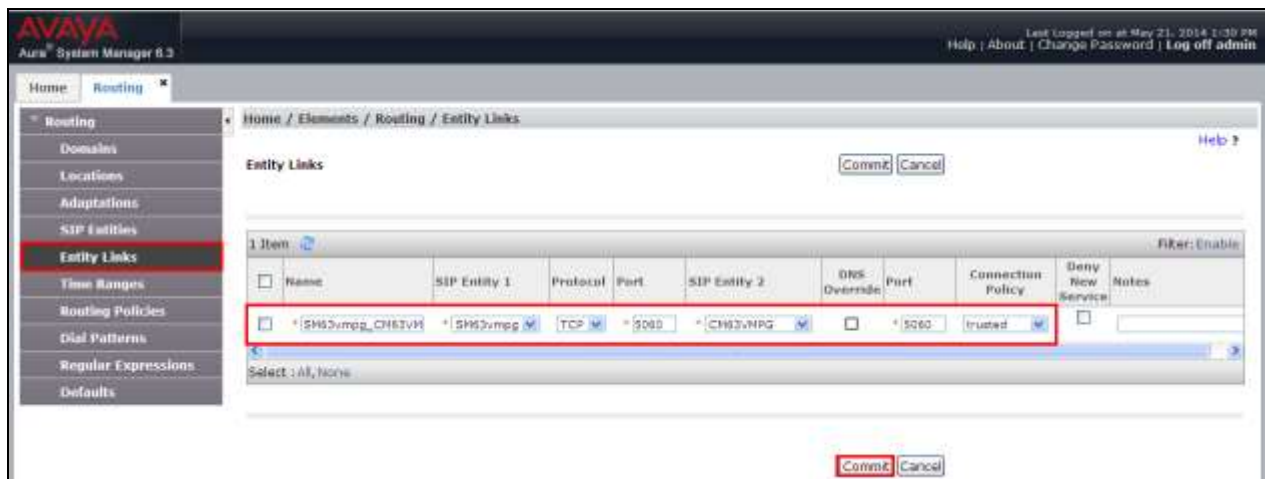 AVAYA
Aura® System Manager 6.3
Last Logged on at May 21, 2014 1:30 PM
Help | About | Change Password | Log off admin
Home Routing ×
Routing
Domains
Locations
Adaptations
SIP Entities
Entity Links
Time Ranges
Routing Policies
Dial Patterns
Regular Expressions
Defaults
Home / Elements / Routing / Entity Links
Help ?
Entity Links
Commit Cancel
1 Item
Filter: Enable
Name SIP Entity 1 Protocol Port SIP Entity 2 DNS Override Port Connection Policy Deny New Service Notes
* SM63vmpg_CM63VM * SM63vmpg TCP * 5060 * CM63VMPG * 5060 trusted
Select : All, None
Commit Cancel